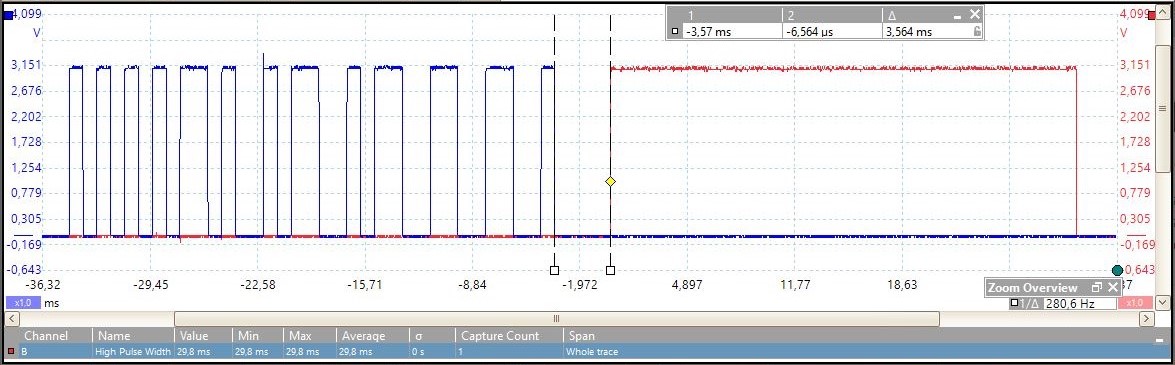 4,099
V
3,151
2,676
2,202
1,728
1,254
0,779
0,305
-0,169
-0,643
1 2 Δ
-3,57 ms -6,564 µs 3,564 ms
4,099
V
3,151
2,676
2,202
1,728
1,254
0,779
0,305
-0,169
0,643
-36,32 -29,45 -22,58 -15,71 -8,84 -1,972 4,897 11,77 18,63 37
x1,0 ms
Zoom Overview
1/Δ 280,6 Hz
x1,0
Channel Name Value Min Max Average σ Capture Count Span
B High Pulse Width 29,8 ms 29,8 ms 29,8 ms 29,8 ms 0 s 1 Whole trace